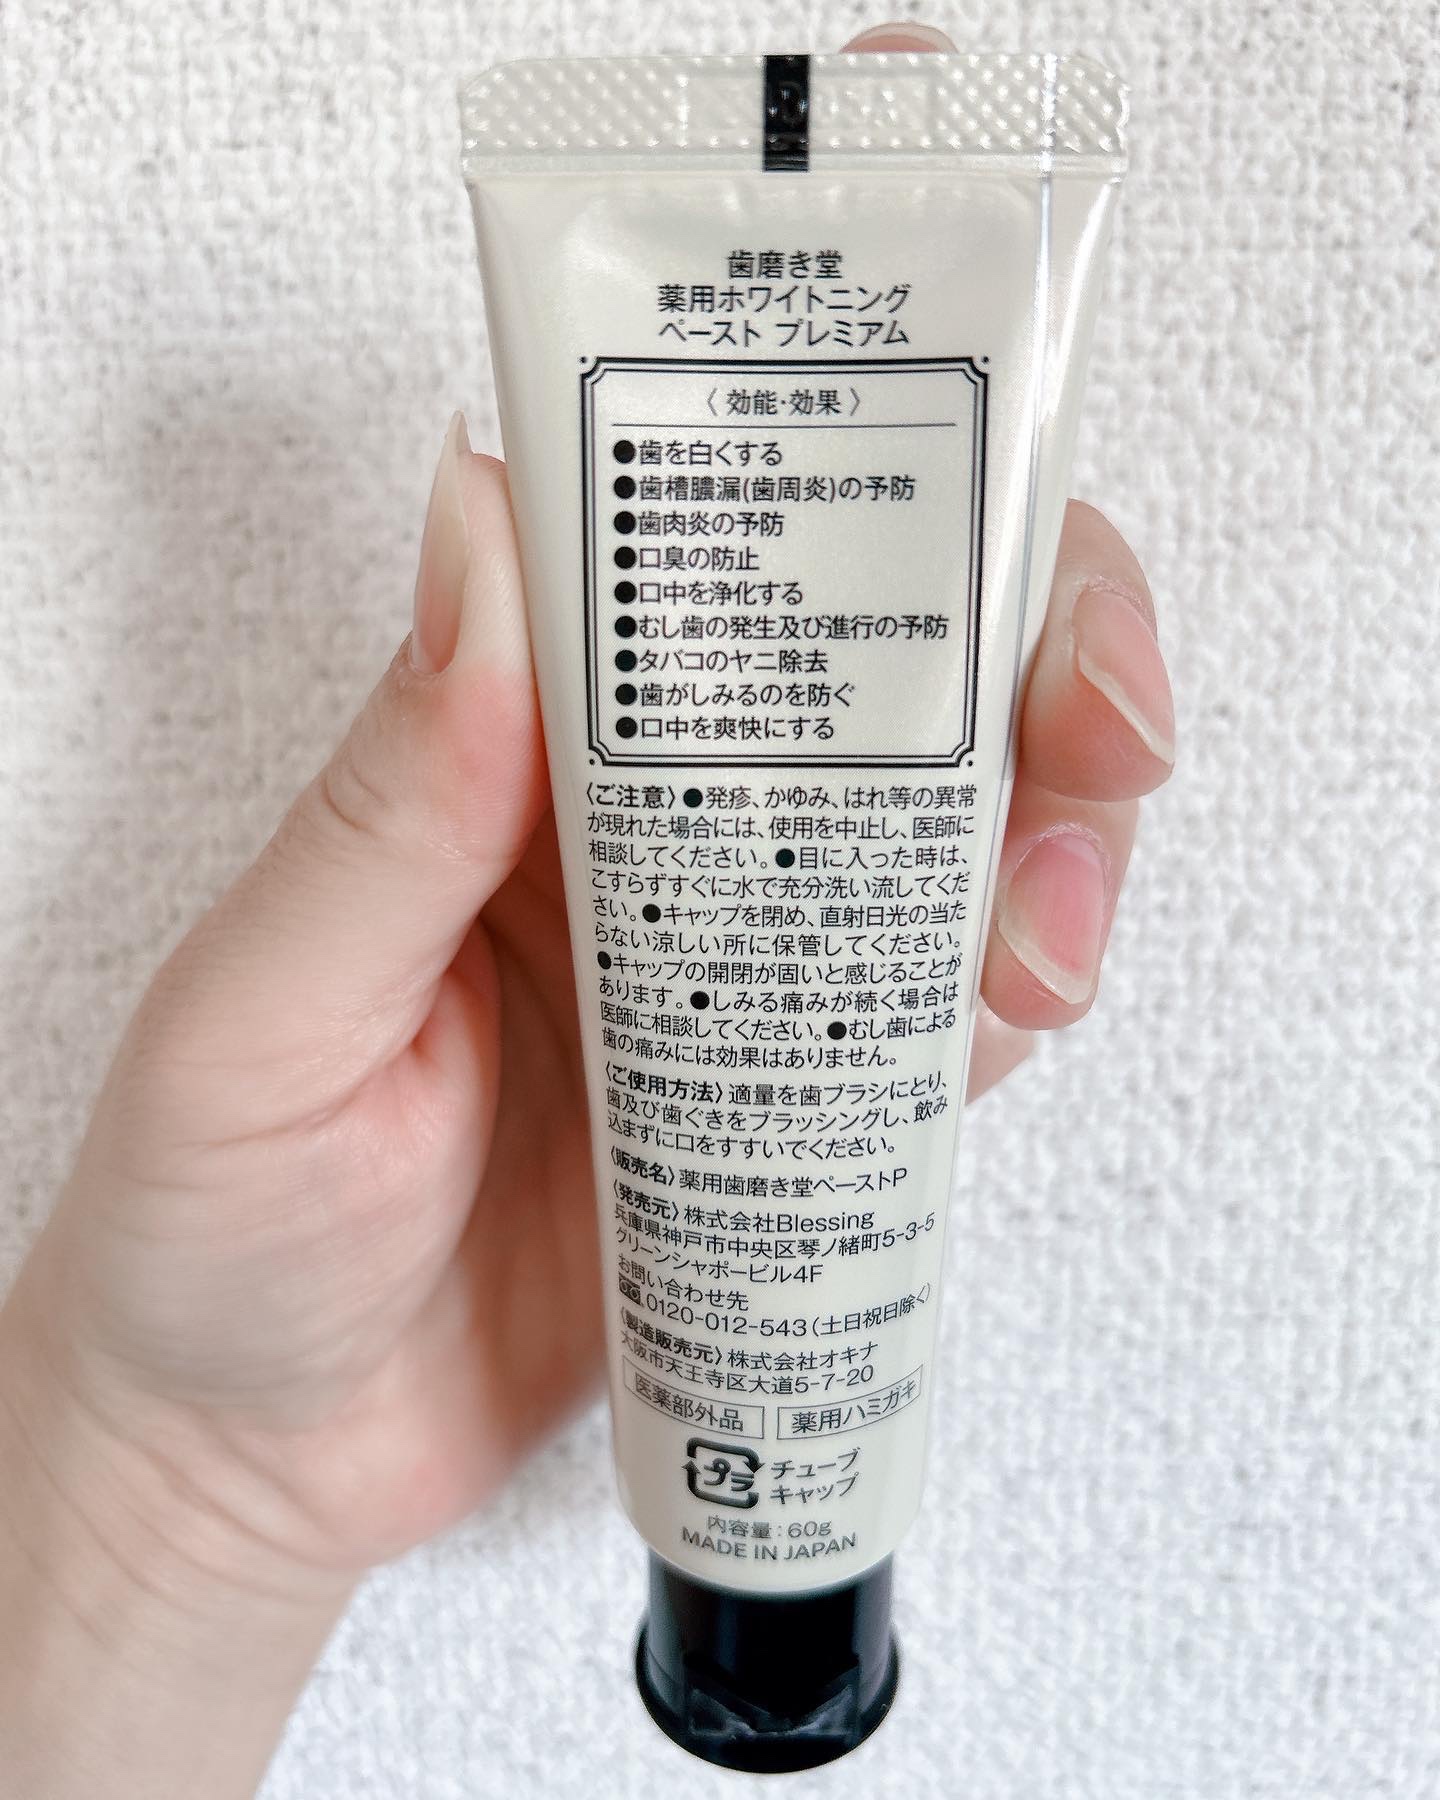 歯磨き堂
薬用ホワイトニング
ペースト プレミアム
〈 効能・効果 〉
●歯を白くする
●歯槽膿漏(歯周炎)の予防
●歯肉炎の予防
●口臭の防止
●口中を浄化する
●むし歯の発生及び進行の予防
●タバコのヤニ除去
●歯がしみるのを防ぐ
●口中を爽快にする
〈ご注意〉●発疹、かゆみ、はれ等の異常
が現れた場合には、使用を中止し、医師に
相談してください。●目に入った時は、
こすらずすぐに水で充分洗い流してくだ
さい。●キャップを閉め、直射日光の当た
らない涼しい所に保管してください。
●キャップの開閉が固いと感じることが
あります。●しみる痛みが続く場合は
医師に相談してください。●むし歯による
歯の痛みには効果はありません。
〈ご使用方法〉適量を歯ブラシにとり、
歯及び歯ぐきをブラッシングし、飲み
込まずに口をすすいでください。
〈販売名〉薬用歯磨き堂ペーストP
〈発売元〉株式会社Blessing
兵庫県神戸市中央区琴ノ緒町5-3-5
グリーンシャポービル4F
お問い合わせ先
0120-012-543(土日祝日除く)
〈製造販売元〉株式会社オキナ
大阪市天王寺区大道5-7-20
医薬部外品 薬用ハミガキ
プラ チューブ
キャップ
内容量：60g
MADE IN JAPAN